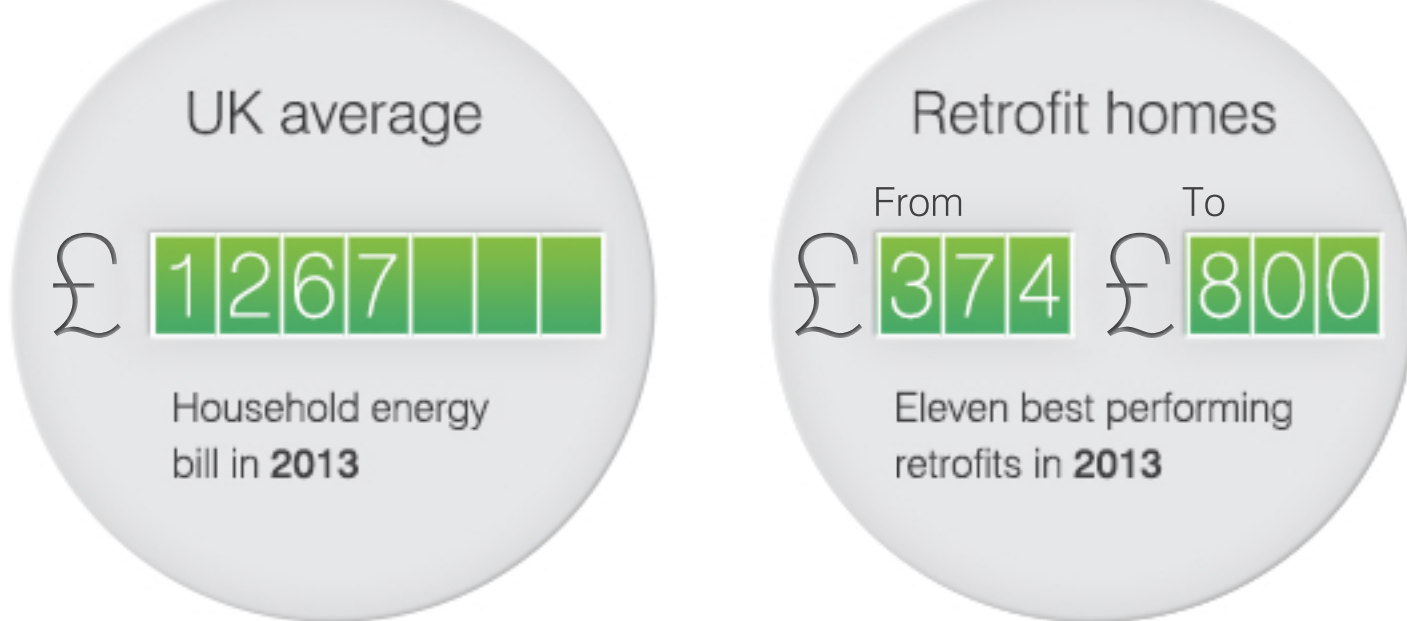 UK average
£ 1267
Household energy
bill in 2013
Retrofit homes
From To
£ 374 £ 800
Eleven best performing
retrofits in 2013